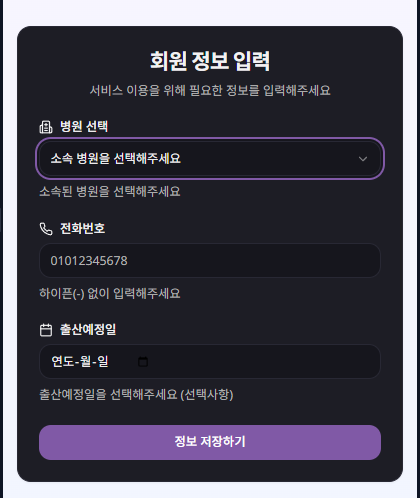 회원 정보 입력
서비스 이용을 위해 필요한 정보를 입력해주세요
병원 선택
소속 병원을 선택해주세요
소속된 병원을 선택해주세요
전화번호
01012345678
하이픈(-) 없이 입력해주세요
출산예정일
연도-월-일
출산예정일을 선택해주세요 (선택사항)
정보 저장하기